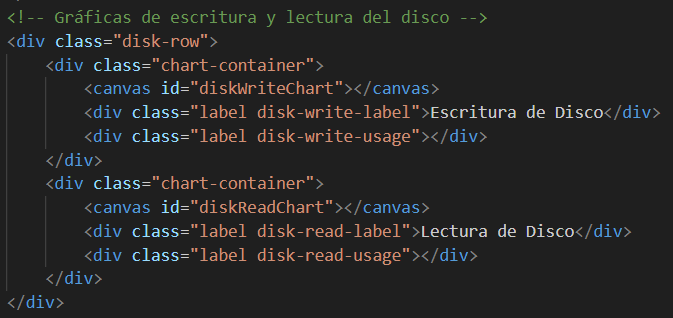 <!-- Gráficas de escritura y lectura del disco -->
<div class="disk-row">
    <div class="chart-container">
        <canvas id="diskWriteChart"></canvas>
        <div class="label disk-write-label">Escritura de Disco</div>
        <div class="label disk-write-usage"></div>
    </div>
    <div class="chart-container">
        <canvas id="diskReadChart"></canvas>
        <div class="label disk-read-label">Lectura de Disco</div>
        <div class="label disk-read-usage"></div>
    </div>
</div>